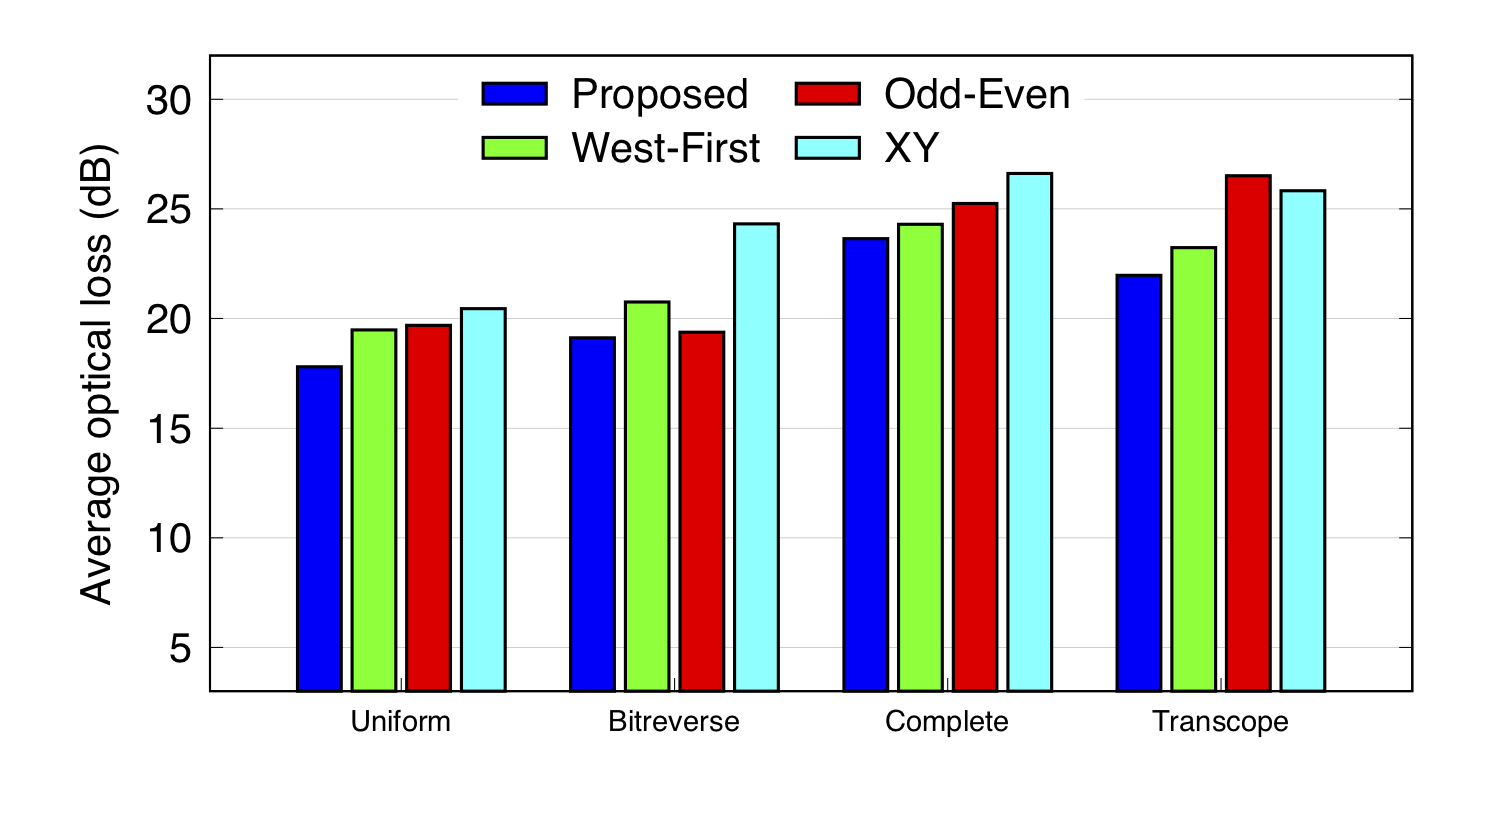 Proposed
Odd-Even
West-First
XY
Average optical loss (dB)
30
25
20
15
10
5
Uniform
Bitreverse
Complete
Transcope